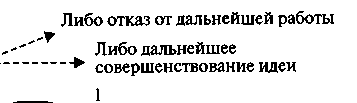 Либо отказ от дальнейшей работы
Либо дальнейшее
совершенствование идеи
1